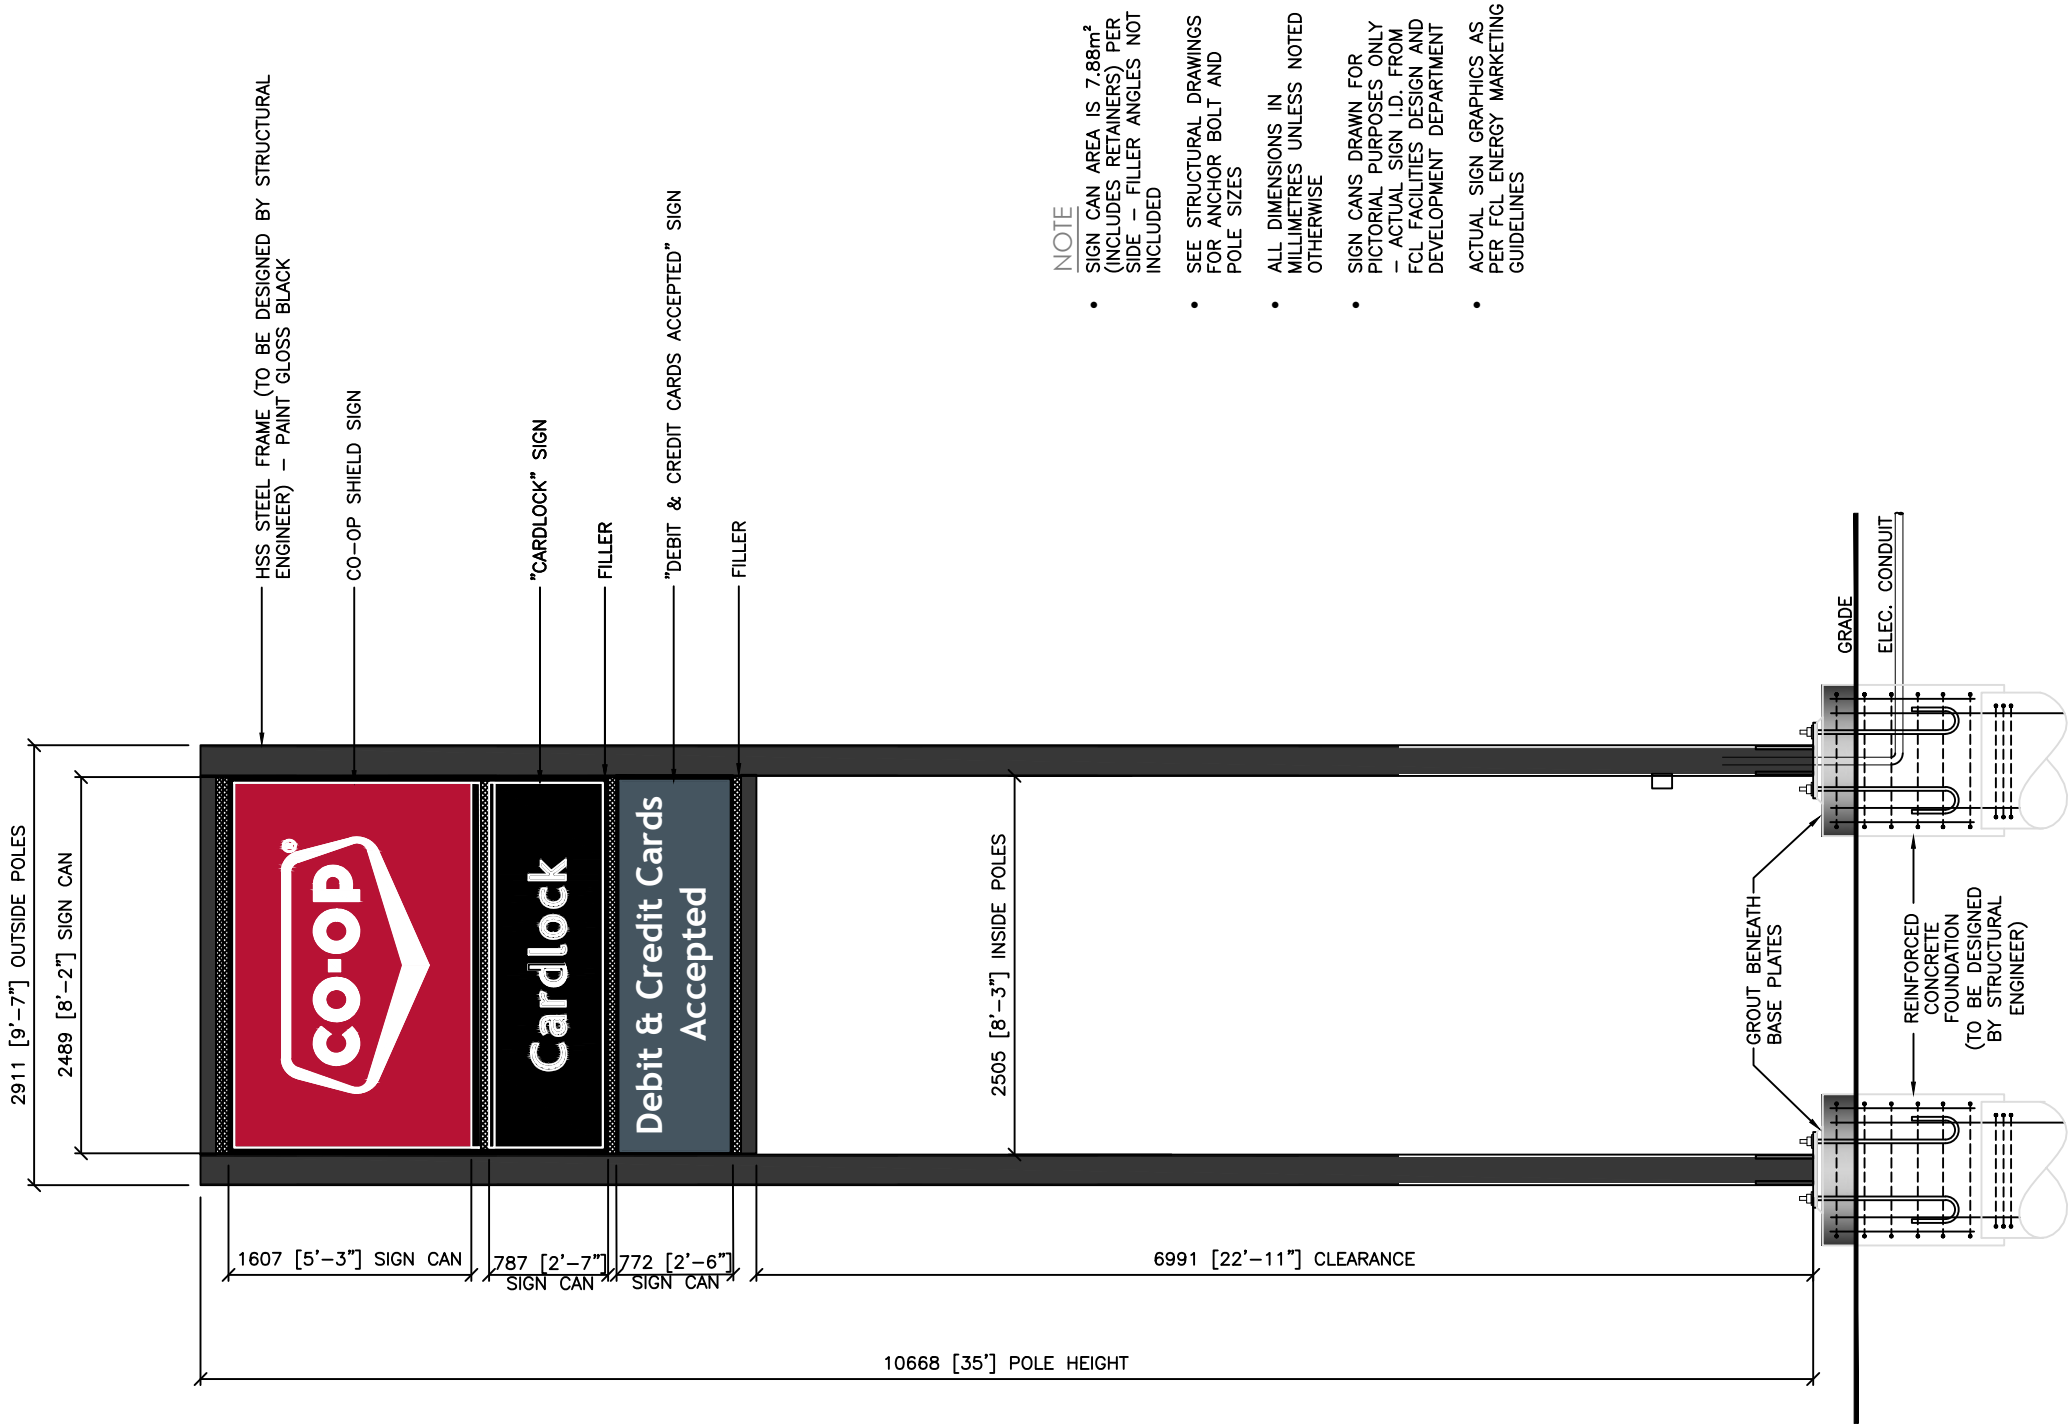 HSS STEEL FRAME (TO BE DESIGNED BY STRUCTURAL
ENGINEER) – PAINT GLOSS BLACK
CO–OP SHIELD SIGN
"CARDLOCK" SIGN
FILLER
"DEBIT & CREDIT CARDS ACCEPTED" SIGN
FILLER
2911 [9'–7"] OUTSIDE POLES
2489 [8'–2"] SIGN CAN
CO-OP®
Cardlock
Debit & Credit Cards
Accepted
1607 [5'–3"] SIGN CAN
787 [2'–7"]
SIGN CAN
772 [2'–6"]
SIGN CAN
2505 [8'–3"] INSIDE POLES
6991 [22'–11"] CLEARANCE
10668 [35'] POLE HEIGHT
GRADE
ELEC. CONDUIT
GROUT BENEATH
BASE PLATES
REINFORCED
CONCRETE
FOUNDATION
(TO BE DESIGNED
BY STRUCTURAL
ENGINEER)
NOTE
• SIGN CAN AREA IS 7.88m²
(INCLUDES RETAINERS) PER
SIDE – FILLER ANGLES NOT
INCLUDED
• SEE STRUCTURAL DRAWINGS
FOR ANCHOR BOLT AND
POLE SIZES
• ALL DIMENSIONS IN
MILLIMETRES UNLESS NOTED
OTHERWISE
• SIGN CANS DRAWN FOR
PICTORIAL PURPOSES ONLY
– ACTUAL SIGN I.D. FROM
FCL FACILITIES DESIGN AND
DEVELOPMENT DEPARTMENT
• ACTUAL SIGN GRAPHICS AS
PER FCL ENERGY MARKETING
GUIDELINES